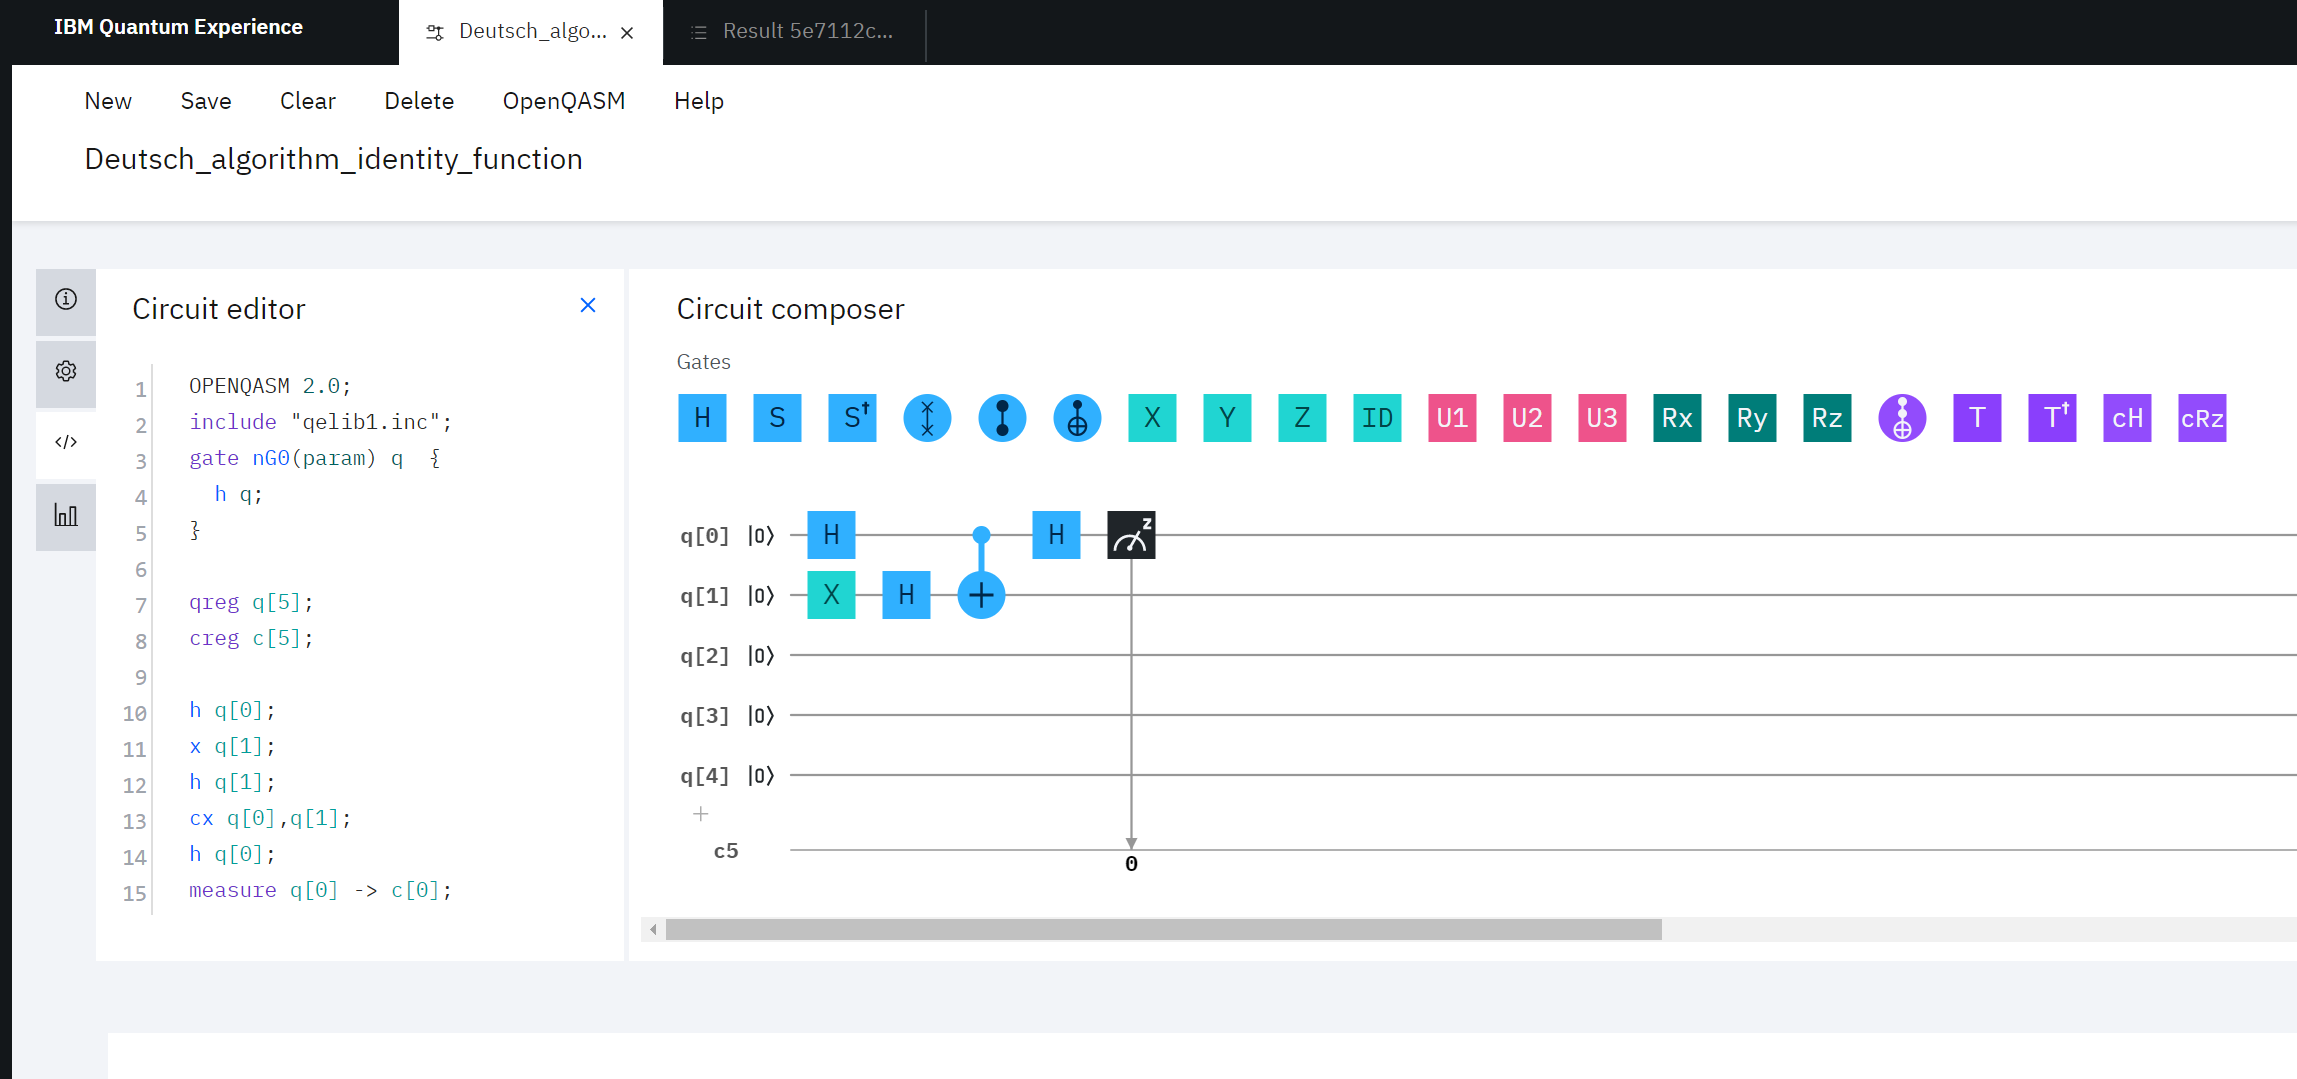 IBM Quantum Experience
Deutsch_algo...
Result 5e7112c...
New Save Clear Delete OpenQASM Help
Deutsch_algorithm_identity_function
Circuit editor
1 OPENQASM 2.0;
2 include "qelib1.inc";
3 gate nG0(param) q {
4 h q;
5 }
6
7 qreg q[5];
8 creg c[5];
9
10 h q[0];
11 x q[1];
12 h q[1];
13 cx q[0],q[1];
14 h q[0];
15 measure q[0] -> c[0];
Circuit composer
Gates
H S S† X Y Z ID U1 U2 U3 Rx Ry Rz T T† cH cRz
q[0] |0⟩ H H z
q[1] |0⟩ X H +
q[2] |0⟩
q[3] |0⟩
q[4] |0⟩
+
c5
0